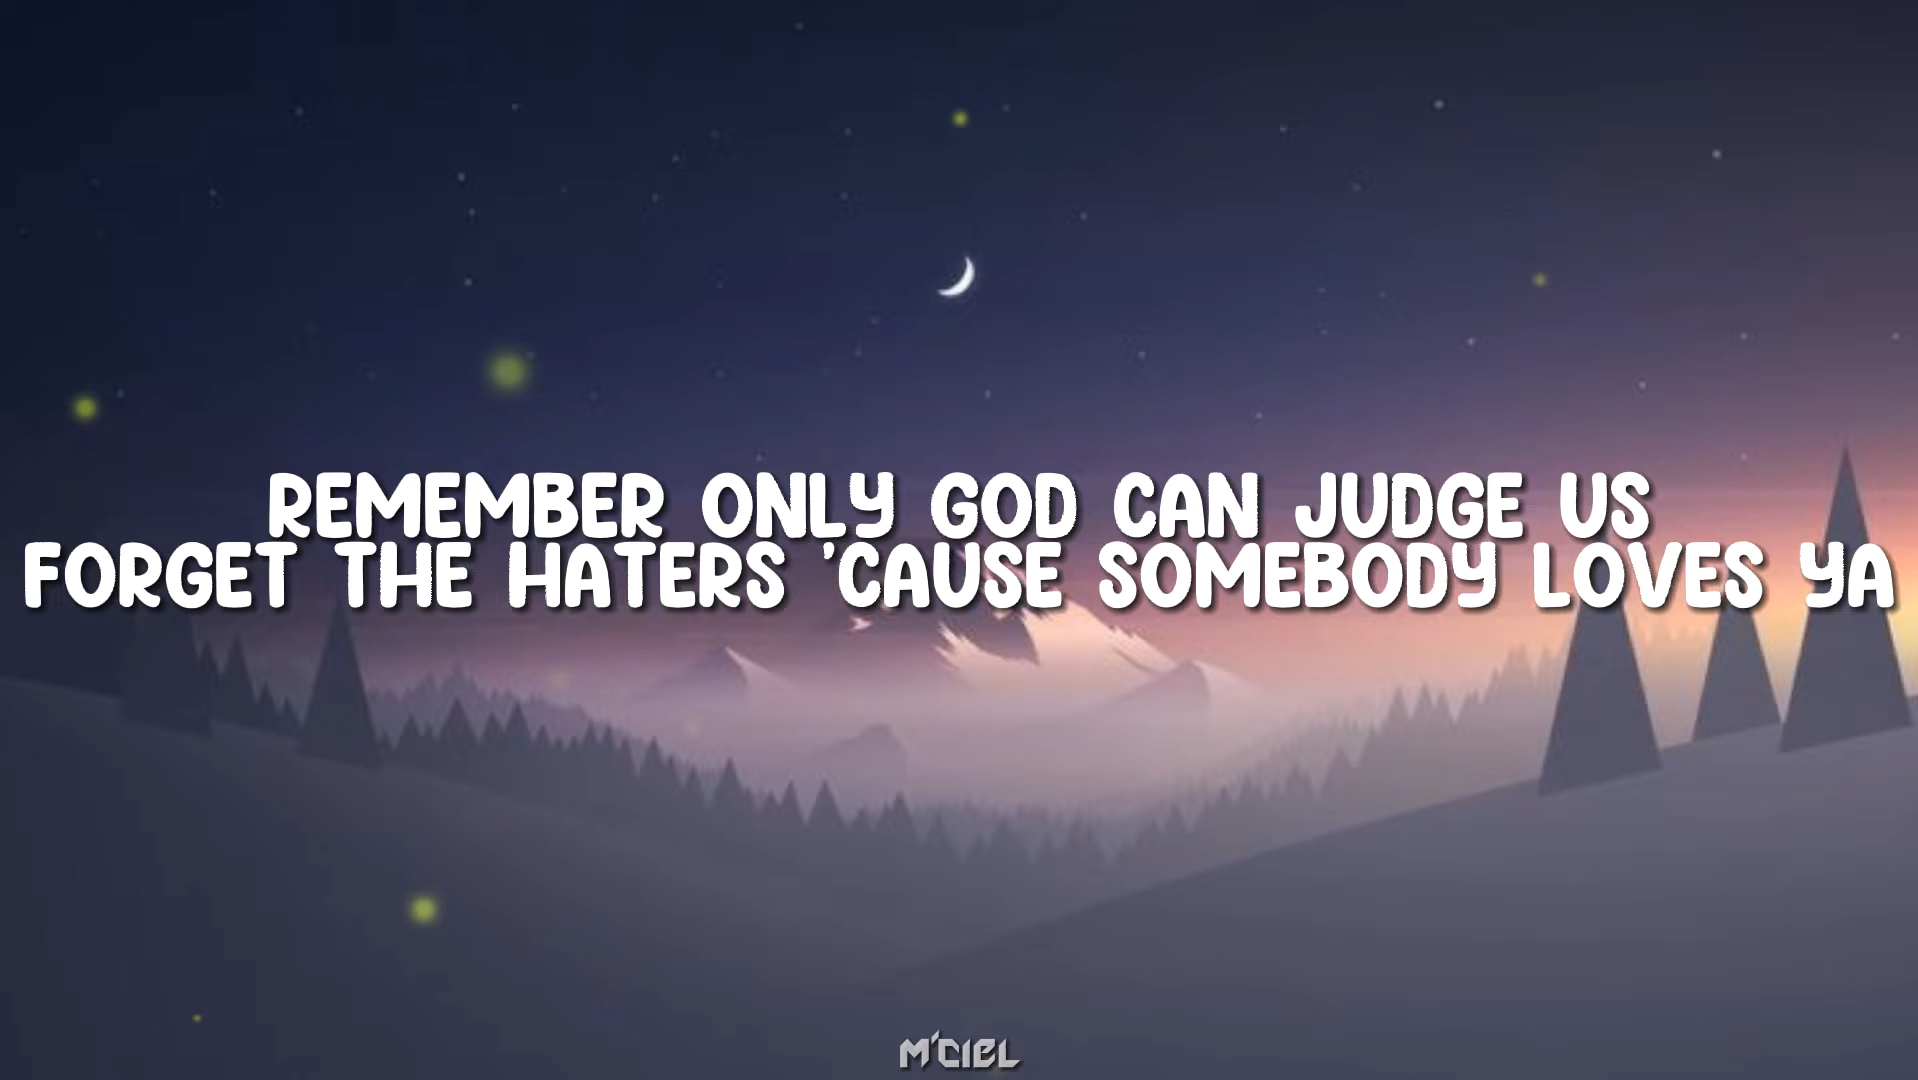 REMEMBER ONLY GOD CAN JUDGE US
FORGET THE HATERS 'CAUSE SOMEBODY LOVES YA
M'CIEL